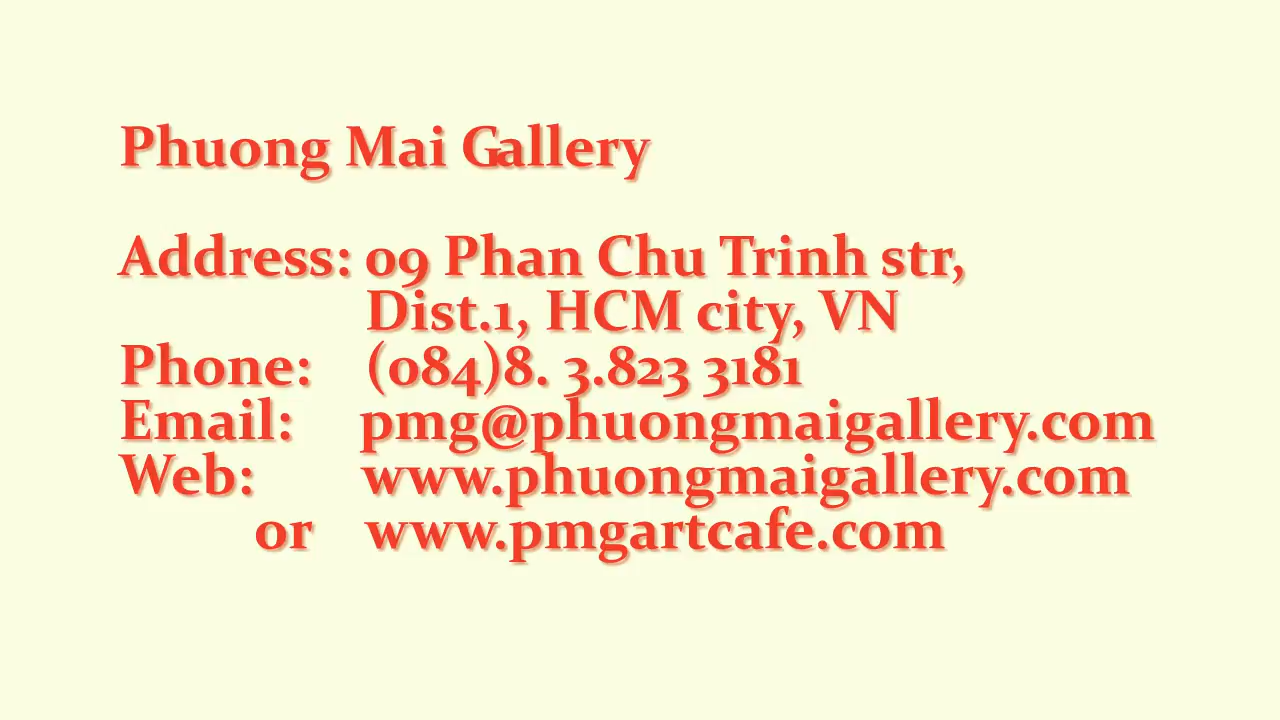 Phuong Mai Gallery
Address: 09 Phan Chu Trinh str,
Dist.1, HCM city, VN
Phone: (084)8. 3.823 3181
Email: pmg@phuongmaigallery.com
Web: www.phuongmaigallery.com
or www.pmgartcafe.com